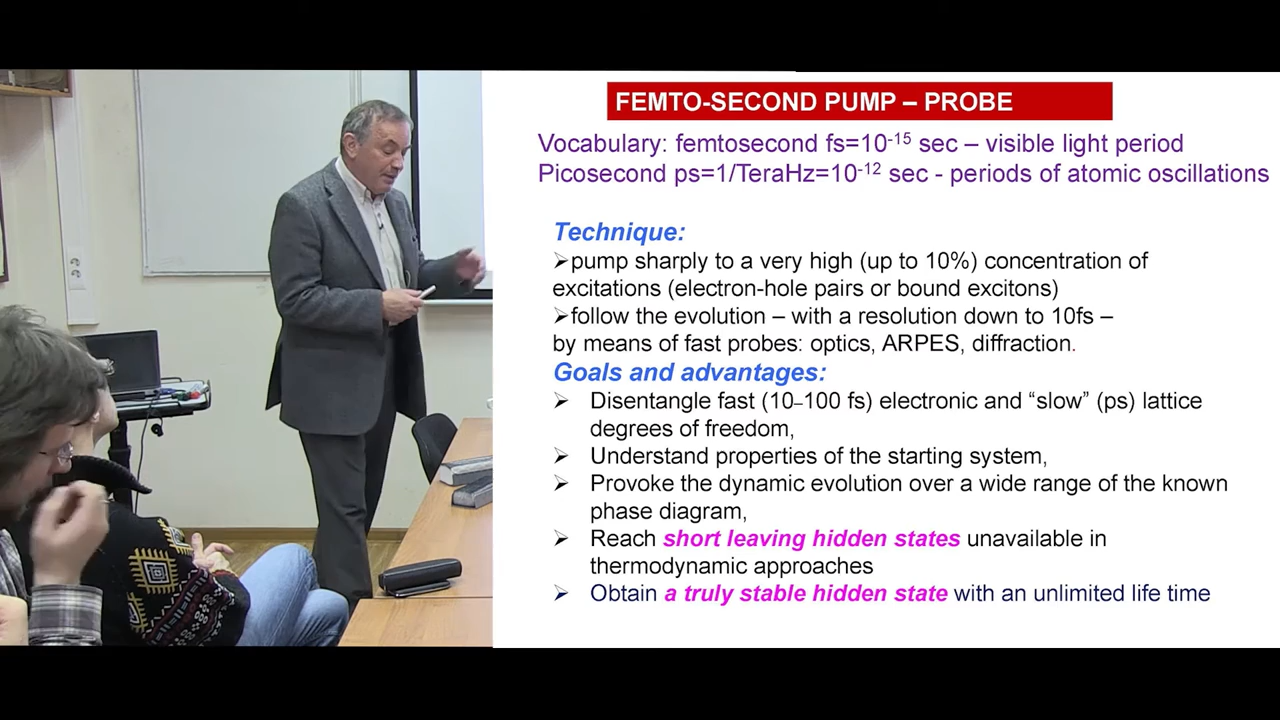 FEMTO-SECOND PUMP – PROBE
Vocabulary: femtosecond fs=10⁻¹⁵ sec – visible light period
Picosecond ps=1/TeraHz=10⁻¹² sec - periods of atomic oscillations
Technique:
➢pump sharply to a very high (up to 10%) concentration of
excitations (electron-hole pairs or bound excitons)
➢follow the evolution – with a resolution down to 10fs –
by means of fast probes: optics, ARPES, diffraction.
Goals and advantages:
➢ Disentangle fast (10–100 fs) electronic and “slow” (ps) lattice
degrees of freedom,
➢ Understand properties of the starting system,
➢ Provoke the dynamic evolution over a wide range of the known
phase diagram,
➢ Reach short leaving hidden states unavailable in
thermodynamic approaches
➢ Obtain a truly stable hidden state with an unlimited life time